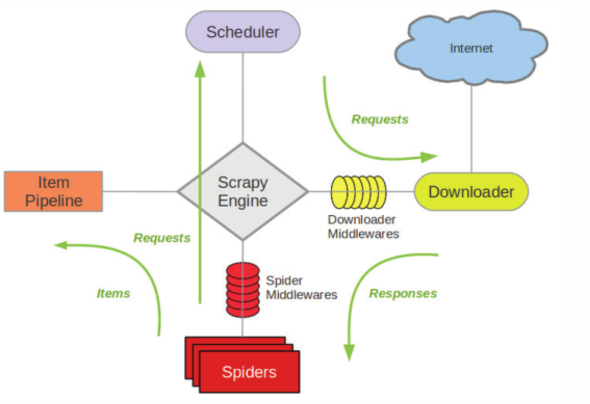 Scheduler
Internet
Requests
Item
Pipeline
Scrapy
Engine
Downloader
Downloader
Middlewares
Requests
Items
Spider
Middlewares
Responses
Spiders